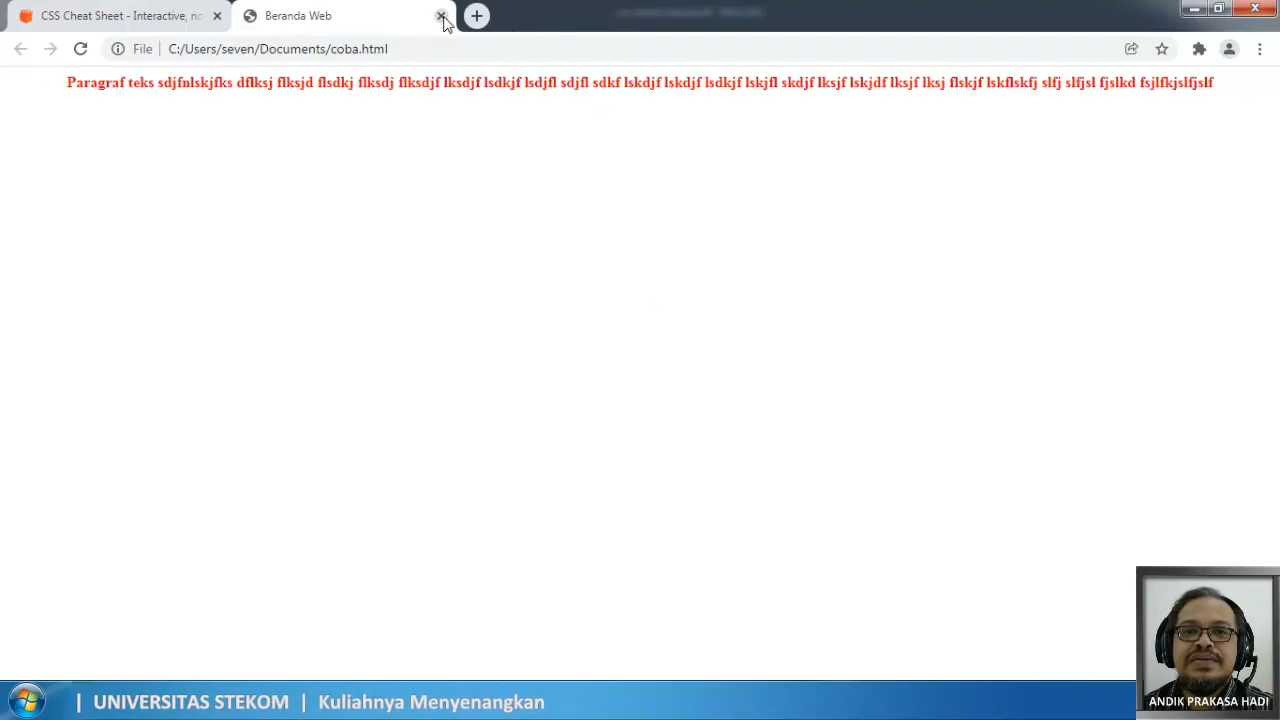 CSS Cheat Sheet - Interactive, no
Beranda Web
File
C:/Users/seven/Documents/coba.html
Paragraf teks sdjfnlskjfks dflksj flksjd flsdkj flksdj flksdjf lksdjf lsdkjf lsdjfl sdjfl sdkf lskdjf lskdjf lsdkjf lskjfl skdjf lksjf lskjdf lksjf lksj flskjf lskflskfj slfj slfjsl fjslkd fsjlfkjslfjslf
| UNIVERSITAS STEKOM | Kuliahnya Menyenangkan
ANDIK PRAKASA HADI